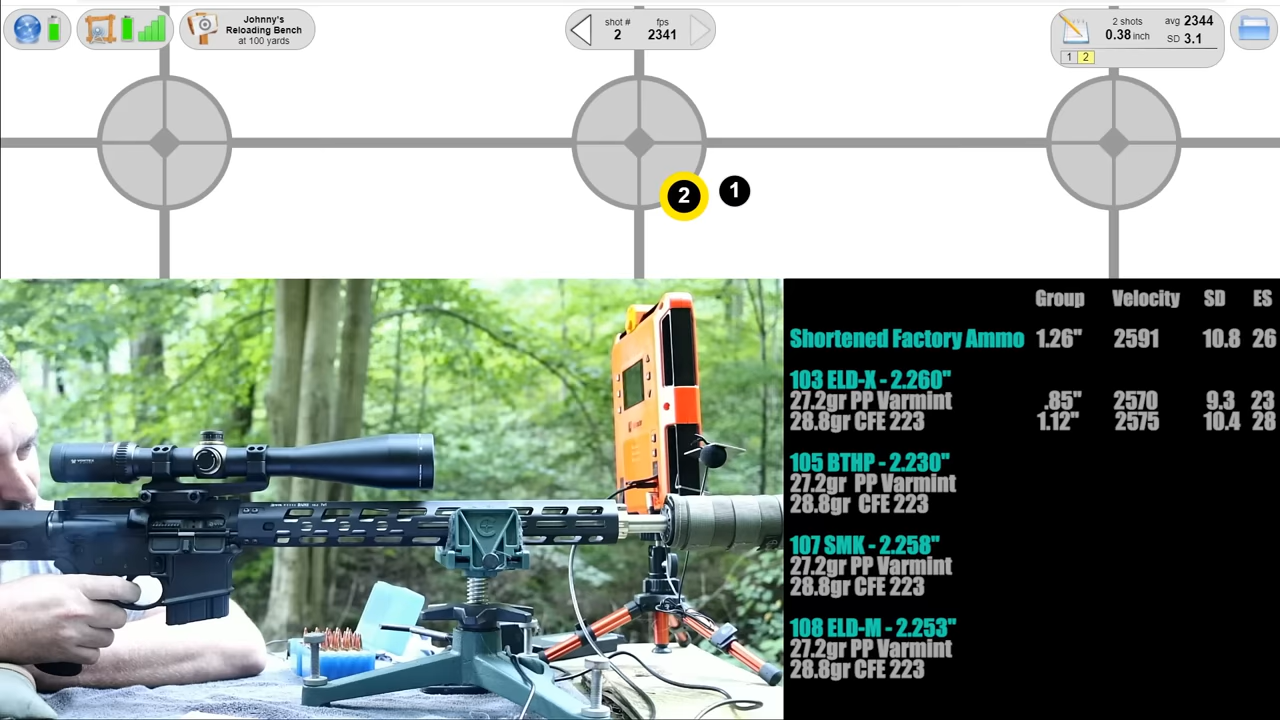 Johnny's
Reloading Bench
at 100 yards
shot # fps
2 2341
2 shots avg 2344
0.38 inch SD 3.1
1 2
2 1
Group Velocity SD ES
Shortened Factory Ammo 1.26" 2591 10.8 26
103 ELD-X - 2.260"
27.2gr PP Varmint .85" 2570 9.3 23
28.8gr CFE 223 1.12" 2575 10.4 28
105 BTHP - 2.230"
27.2gr PP Varmint
28.8gr CFE 223
107 SMK - 2.258"
27.2gr PP Varmint
28.8gr CFE 223
108 ELD-M - 2.253"
27.2gr PP Varmint
28.8gr CFE 223